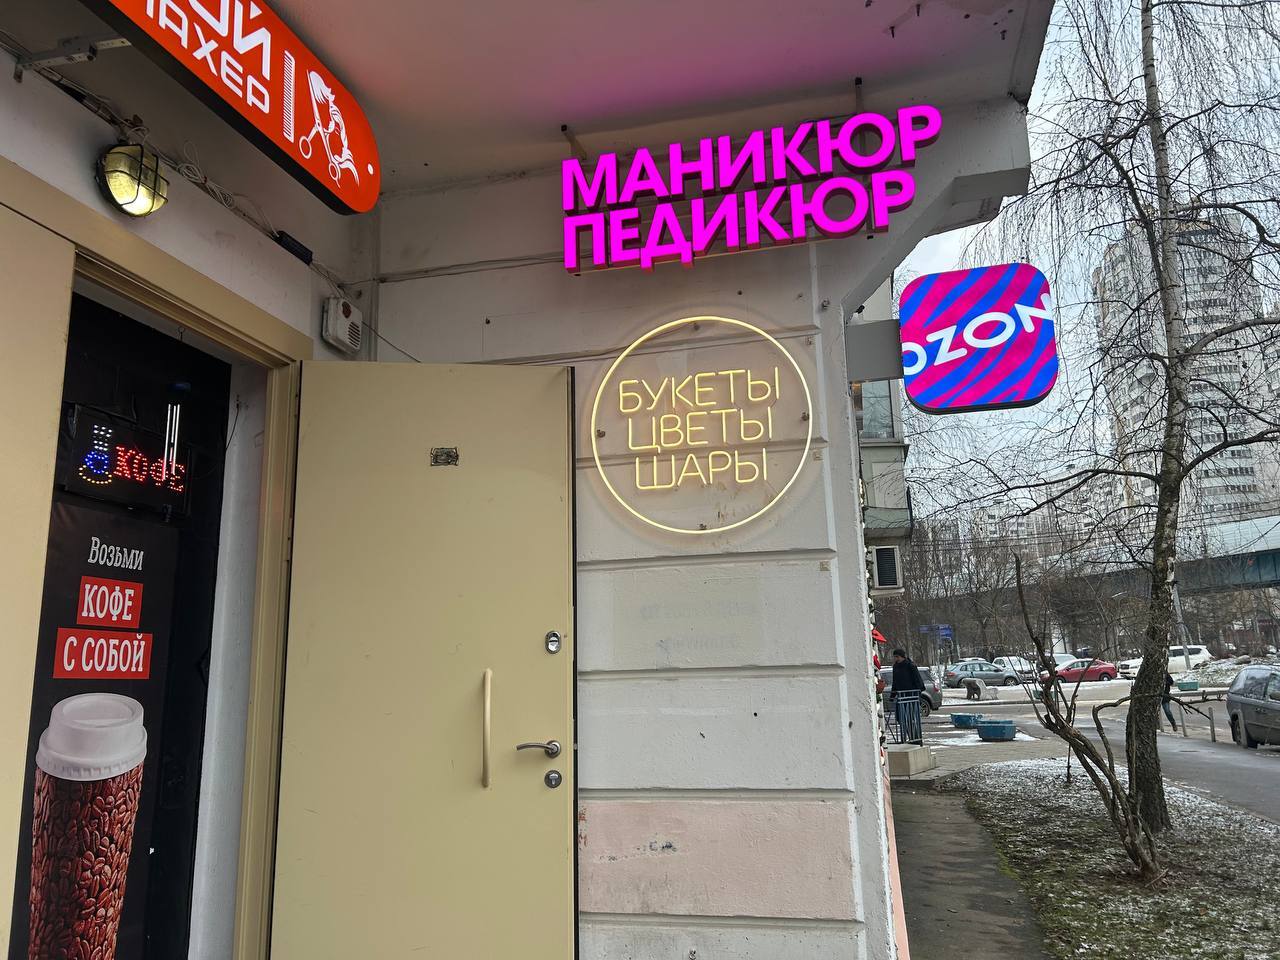 МАНИКЮР
ПЕДИКЮР
OZON
БУКЕТЫ
ЦВЕТЫ
ШАРЫ
КОФЕ
Возьми
КОФЕ
С СОБОЙ